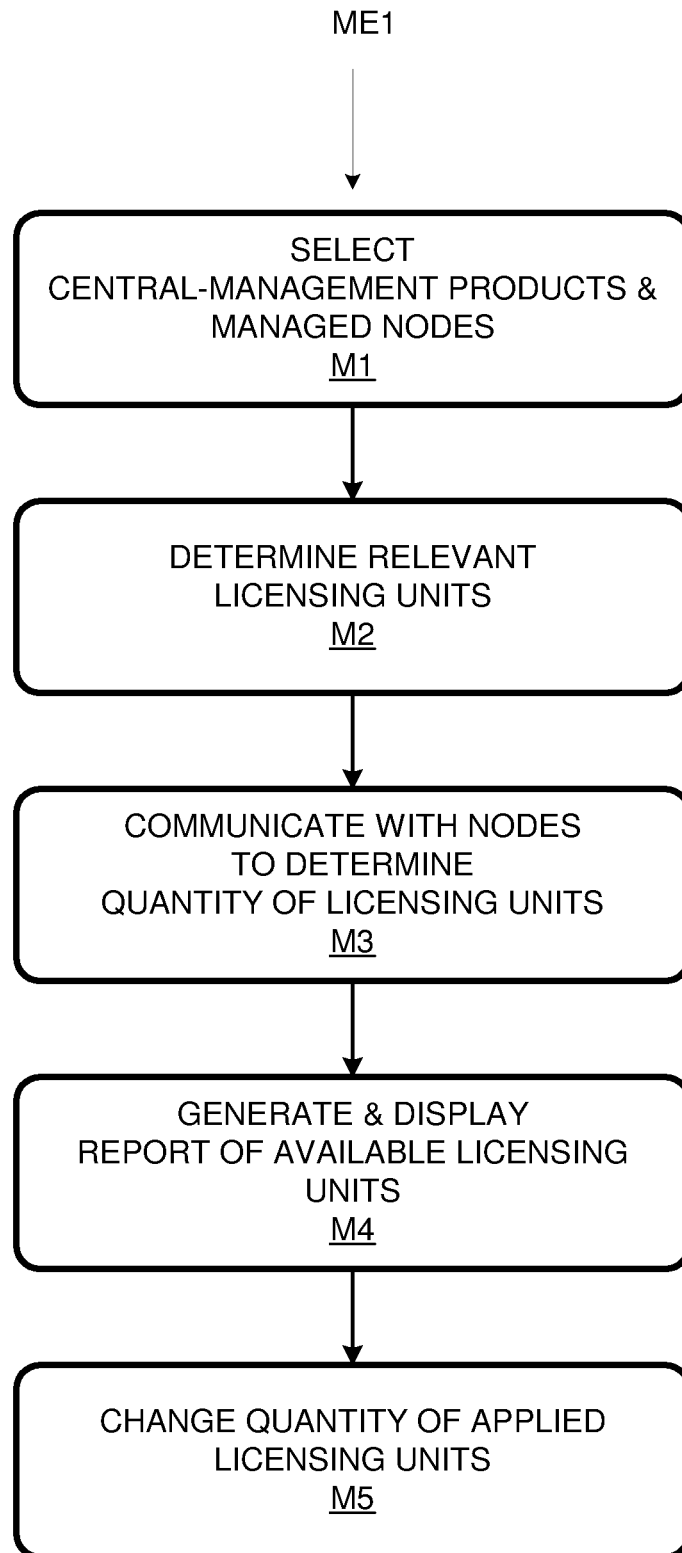 ME1
SELECT
CENTRAL-MANAGEMENT PRODUCTS &
MANAGED NODES
M1
DETERMINE RELEVANT
LICENSING UNITS
M2
COMMUNICATE WITH NODES
TO DETERMINE
QUANTITY OF LICENSING UNITS
M3
GENERATE & DISPLAY
REPORT OF AVAILABLE LICENSING
UNITS
M4
CHANGE QUANTITY OF APPLIED
LICENSING UNITS
M5